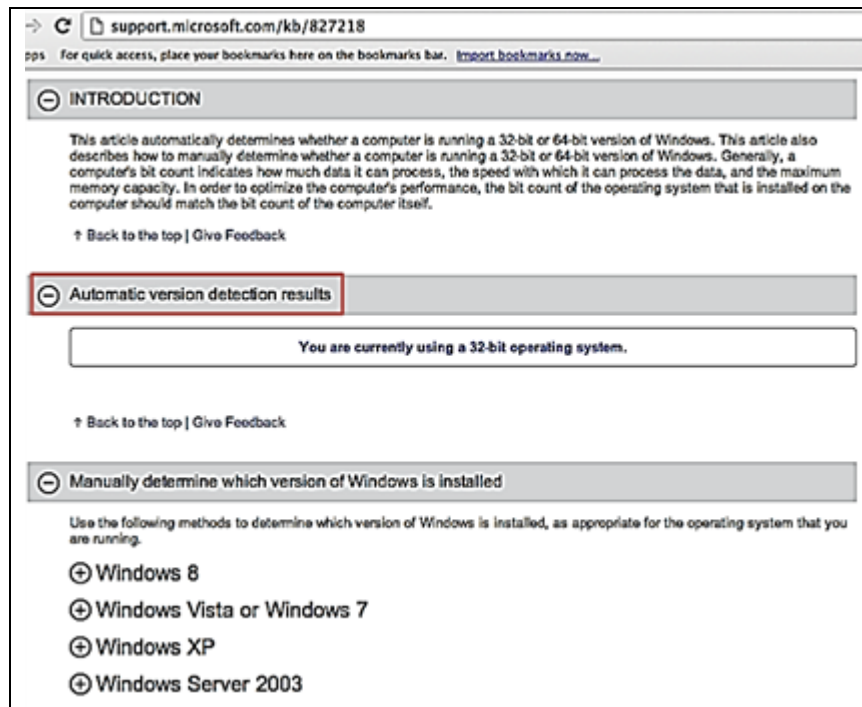 support.microsoft.com/kb/827218
For quick access, place your bookmarks here on the bookmarks bar. Import bookmarks now...
INTRODUCTION
This article automatically determines whether a computer is running a 32-bit or 64-bit version of Windows. This article also
describes how to manually determine whether a computer is running a 32-bit or 64-bit version of Windows. Generally, a
computer's bit count indicates how much data it can process, the speed with which it can process the data, and the maximum
memory capacity. In order to optimize the computer's performance, the bit count of the operating system that is installed on the
computer should match the bit count of the computer itself.
↑ Back to the top | Give Feedback
Automatic version detection results
You are currently using a 32-bit operating system.
↑ Back to the top | Give Feedback
Manually determine which version of Windows is installed
Use the following methods to determine which version of Windows is installed, as appropriate for the operating system that you
are running.
Windows 8
Windows Vista or Windows 7
Windows XP
Windows Server 2003